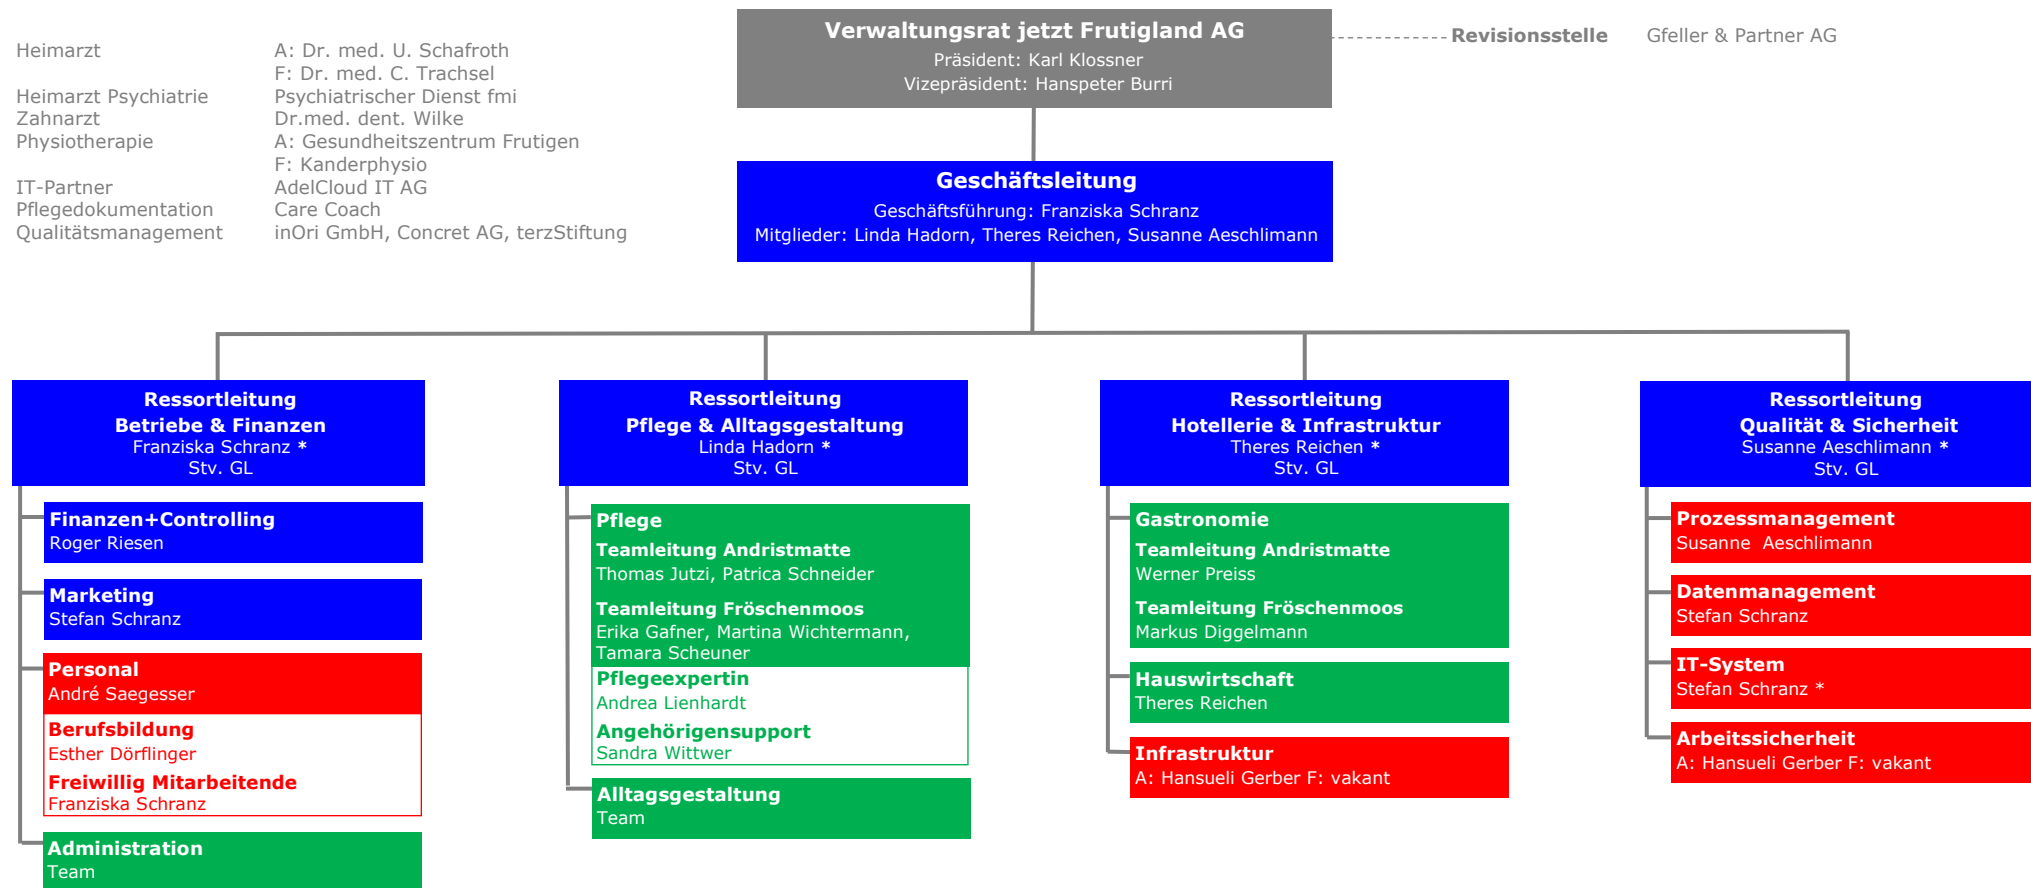 Heimarzt A: Dr. med. U. Schafroth
F: Dr. med. C. Trachsel
Heimarzt Psychiatrie Psychiatrischer Dienst fmi
Zahnarzt Dr.med. dent. Wilke
Physiotherapie A: Gesundheitszentrum Frutigen
F: Kanderphysio
IT-Partner AdelCloud IT AG
Pflegedokumentation Care Coach
Qualitätsmanagement inOri GmbH, Concret AG, terzStiftung
Verwaltungsrat jetzt Frutigland AG
Präsident: Karl Klossner
Vizepräsident: Hanspeter Burri
Revisionsstelle Gfeller & Partner AG
Geschäftsleitung
Geschäftsführung: Franziska Schranz
Mitglieder: Linda Hadorn, Theres Reichen, Susanne Aeschlimann
Ressortleitung
Betriebe & Finanzen
Franziska Schranz *
Stv. GL
Finanzen+Controlling
Roger Riesen
Marketing
Stefan Schranz
Personal
André Saegesser
Berufsbildung
Esther Dörflinger
Freiwillig Mitarbeitende
Franziska Schranz
Administration
Team
Ressortleitung
Pflege & Alltagsgestaltung
Linda Hadorn *
Stv. GL
Pflege
Teamleitung Andristmatte
Thomas Jutzi, Patrica Schneider
Teamleitung Fröschenmoos
Erika Gafner, Martina Wichtermann,
Tamara Scheuner
Pflegeexpertin
Andrea Lienhardt
Angehörigensupport
Sandra Wittwer
Alltagsgestaltung
Team
Ressortleitung
Hotellerie & Infrastruktur
Theres Reichen *
Stv. GL
Gastronomie
Teamleitung Andristmatte
Werner Preiss
Teamleitung Fröschenmoos
Markus Diggelmann
Hauswirtschaft
Theres Reichen
Infrastruktur
A: Hansueli Gerber F: vakant
Ressortleitung
Qualität & Sicherheit
Susanne Aeschlimann *
Stv. GL
Prozessmanagement
Susanne  Aeschlimann
Datenmanagement
Stefan Schranz
IT-System
Stefan Schranz *
Arbeitssicherheit
A: Hansueli Gerber F: vakant